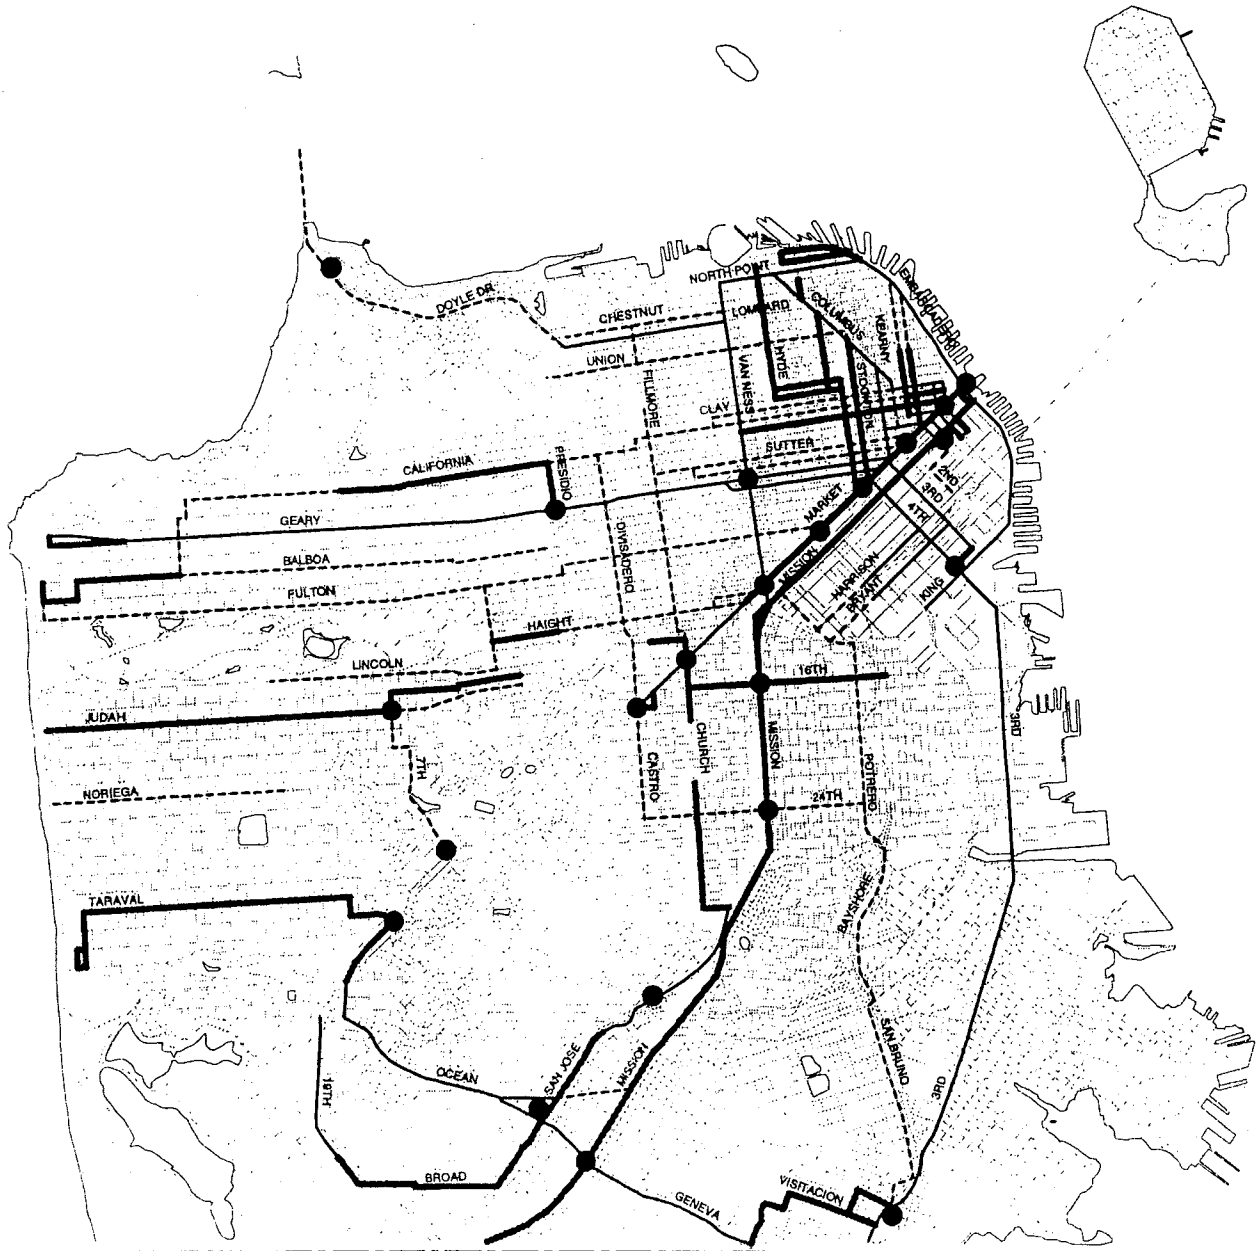 NORTH POINT
EMBARCADERO
DOYLE DR.
CHESTNUT
LOMBARD
COLUMBUS
KEARNY
UNION
HYDE
VAN NESS
STOCKTON
FILLMORE
CLAY
SUTTER
CALIFORNIA
PRESIDIO
2ND
3RD
4TH
MARKET
GEARY
BALBOA
FULTON
DIVISADERO
MISSION
HARRISON
BRYANT
KING
HAIGHT
LINCOLN
16TH
JUDAH
3RD
7TH
CASTRO
CHURCH
MISSION
POTRERO
NORIEGA
24TH
TARAVAL
BAYSHORE
SAN BRUNO
SAN JOSE
MISSION
OCEAN
19TH
3RD
BROAD
GENEVA
VISITACION